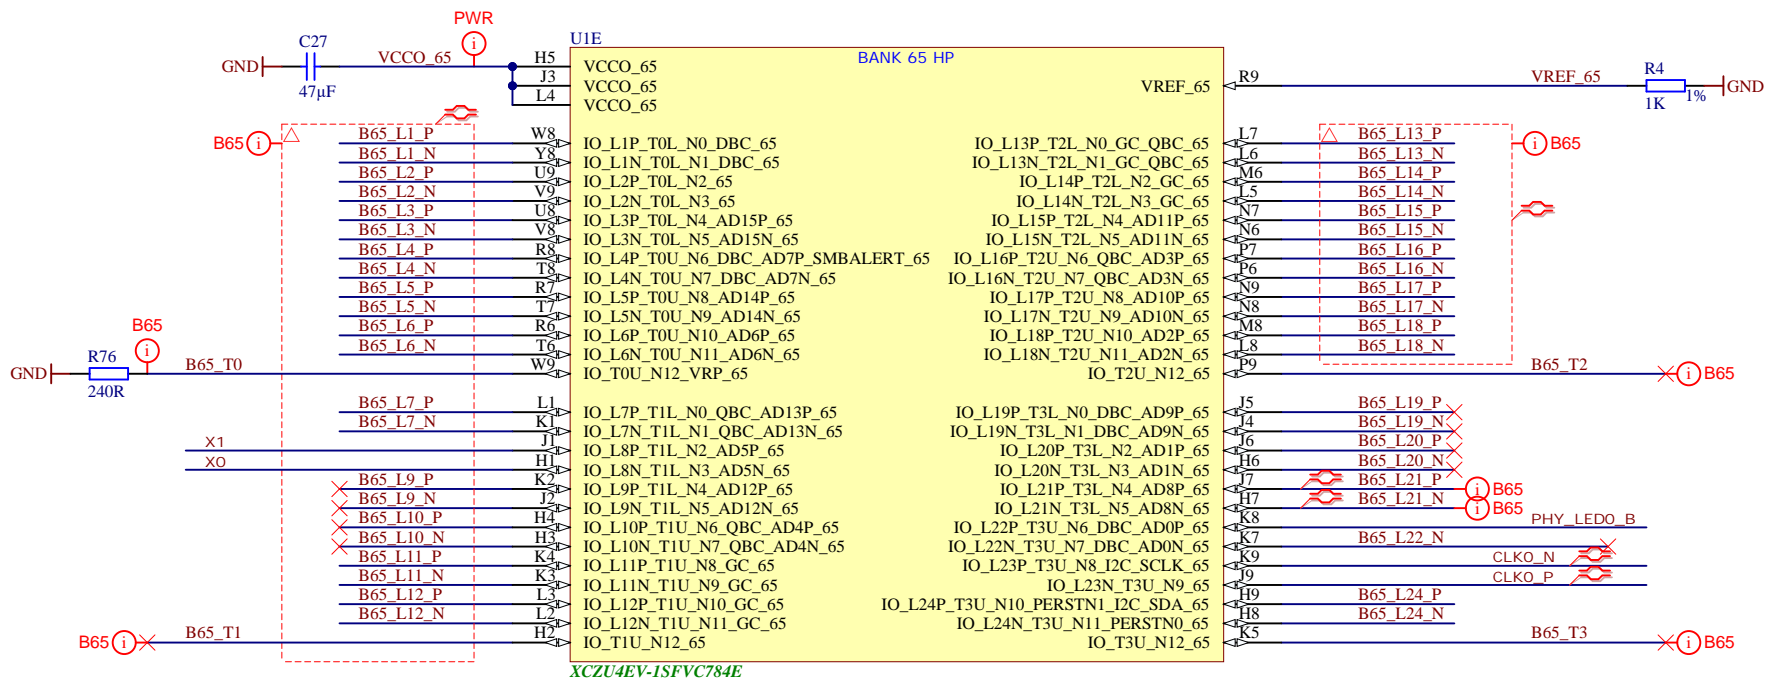 PWR
U1E
C27
GND
47µF
VCCO_65
H5
J3
L4
VCCO_65
VCCO_65
VCCO_65
BANK 65 HP
VREF_65
R9
VREF_65
R4
1K
1%
GND
B65 i
B65_L1_P W8 IO_L1P_T0L_N0_DBC_65
B65_L1_N Y8 IO_L1N_T0L_N1_DBC_65
B65_L2_P U9 IO_L2P_T0L_N2_65
B65_L2_N V9 IO_L2N_T0L_N3_65
B65_L3_P U8 IO_L3P_T0L_N4_AD15P_65
B65_L3_N V8 IO_L3N_T0L_N5_AD15N_65
B65_L4_P R8 IO_L4P_T0U_N6_DBC_AD7P_SMBALERT_65
B65_L4_N T8 IO_L4N_T0U_N7_DBC_AD7N_65
B65_L5_P R7 IO_L5P_T0U_N8_AD14P_65
B65_L5_N T7 IO_L5N_T0U_N9_AD14N_65
B65_L6_P R6 IO_L6P_T0U_N10_AD6P_65
B65_L6_N T6 IO_L6N_T0U_N11_AD6N_65
B65
i
GND R76 240R B65_T0 W9 IO_T0U_N12_VRP_65
B65_L7_P L1 IO_L7P_T1L_N0_QBC_AD13P_65
B65_L7_N K1 IO_L7N_T1L_N1_QBC_AD13N_65
X1 J1 IO_L8P_T1L_N2_AD5P_65
X0 H1 IO_L8N_T1L_N3_AD5N_65
B65_L9_P K2 IO_L9P_T1L_N4_AD12P_65
B65_L9_N J2 IO_L9N_T1L_N5_AD12N_65
B65_L10_P H4 IO_L10P_T1U_N6_QBC_AD4P_65
B65_L10_N H3 IO_L10N_T1U_N7_QBC_AD4N_65
B65_L11_P K4 IO_L11P_T1U_N8_GC_65
B65_L11_N K3 IO_L11N_T1U_N9_GC_65
B65_L12_P L3 IO_L12P_T1U_N10_GC_65
B65_L12_N L2 IO_L12N_T1U_N11_GC_65
B65 i B65_T1 H2 IO_T1U_N12_65
IO_L13P_T2L_N0_GC_QBC_65 L7 B65_L13_P i B65
IO_L13N_T2L_N1_GC_QBC_65 L6 B65_L13_N
IO_L14P_T2L_N2_GC_65 M6 B65_L14_P
IO_L14N_T2L_N3_GC_65 L5 B65_L14_N
IO_L15P_T2L_N4_AD11P_65 N7 B65_L15_P
IO_L15N_T2L_N5_AD11N_65 N6 B65_L15_N
IO_L16P_T2U_N6_QBC_AD3P_65 P7 B65_L16_P
IO_L16N_T2U_N7_QBC_AD3N_65 P6 B65_L16_N
IO_L17P_T2U_N8_AD10P_65 N9 B65_L17_P
IO_L17N_T2U_N9_AD10N_65 N8 B65_L17_N
IO_L18P_T2U_N10_AD2P_65 M8 B65_L18_P
IO_L18N_T2U_N11_AD2N_65 L8 B65_L18_N
IO_T2U_N12_65 P9 B65_T2 i B65
IO_L19P_T3L_N0_DBC_AD9P_65 J5 B65_L19_P
IO_L19N_T3L_N1_DBC_AD9N_65 J4 B65_L19_N
IO_L20P_T3L_N2_AD1P_65 J6 B65_L20_P
IO_L20N_T3L_N3_AD1N_65 H6 B65_L20_N
IO_L21P_T3L_N4_AD8P_65 J7 B65_L21_P i B65
IO_L21N_T3L_N5_AD8N_65 H7 B65_L21_N i B65
IO_L22P_T3U_N6_DBC_AD0P_65 K8 PHY_LED0_B
IO_L22N_T3U_N7_DBC_AD0N_65 K7 B65_L22_N
IO_L23P_T3U_N8_I2C_SCLK_65 K9 CLK0_N
IO_L23N_T3U_N9_65 J9 CLK0_P
IO_L24P_T3U_N10_PERSTN1_I2C_SDA_65 H9 B65_L24_P
IO_L24N_T3U_N11_PERSTN0_65 H8 B65_L24_N
IO_T3U_N12_65 K5 B65_T3 i B65
XCZU4EV-1SFVC784E